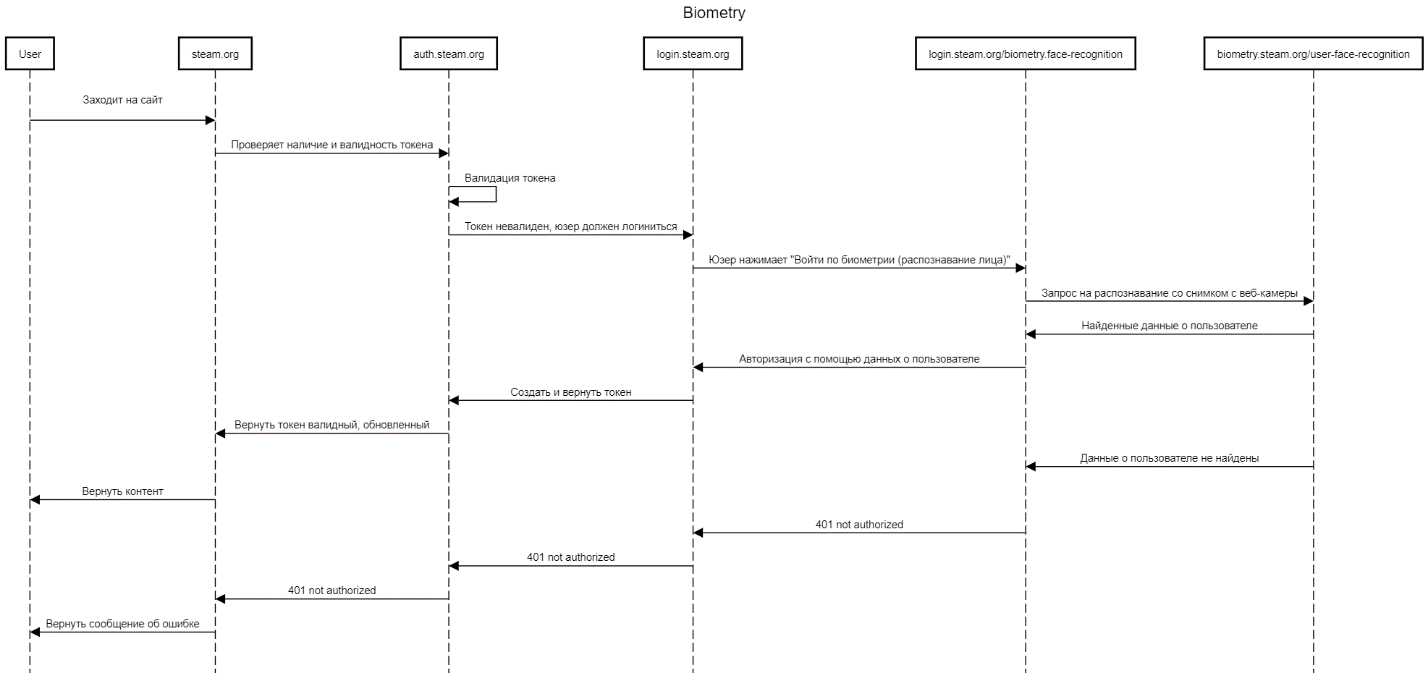 Biometry
User
steam.org
auth.steam.org
login.steam.org
login.steam.org/biometry.face-recognition
biometry.steam.org/user-face-recognition
Заходит на сайт
Проверяет наличие и валидность токена
Валидация токена
Токен невалиден, юзер должен логиниться
Юзер нажимает "Войти по биометрии (распознавание лица)"
Запрос на распознавание со снимком с веб-камеры
Найденные данные о пользователе
Авторизация с помощью данных о пользователе
Создать и вернуть токен
Вернуть токен валидный, обновленный
Данные о пользователе не найдены
Вернуть контент
401 not authorized
401 not authorized
401 not authorized
Вернуть сообщение об ошибке